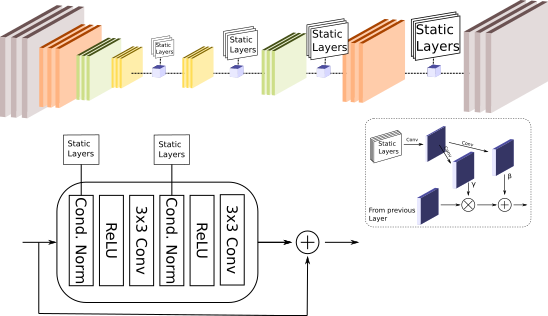 Static
Layers
Static
Layers
Static
Layers
Static
Layers
Static
Layers
Static
Layers
Cond. Norm
ReLU
3x3 Conv
Cond. Norm
ReLU
3x3 Conv
Static
Layers
Conv
Conv
Conv
γ
β
From previous
Layer